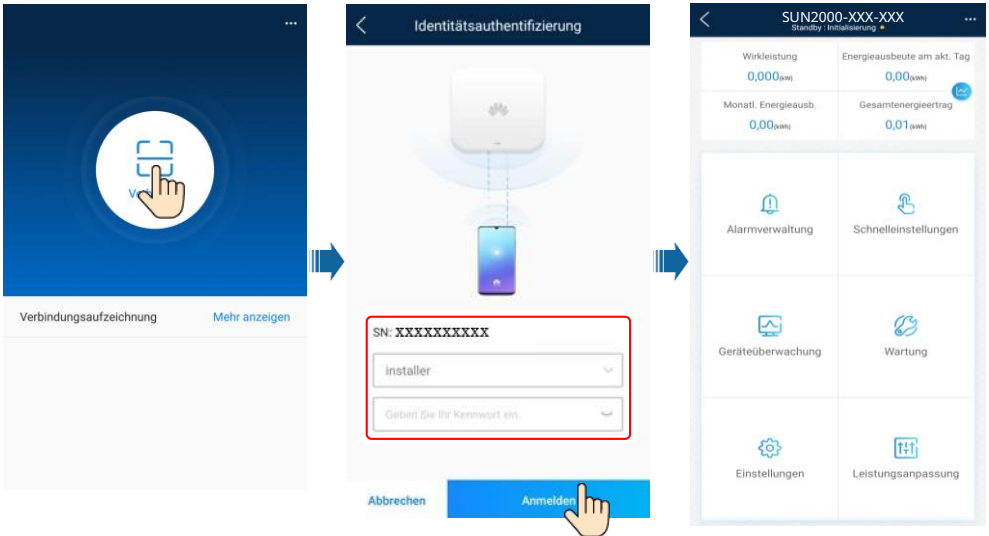 Verbindungsaufzeichnung
Mehr anzeigen
Identitätsauthentifizierung
SN: XXXXXXXXXX
installer
Geben Sie Ihr Kennwort ein.
Abbrechen
Anmelden
SUN2000-XXX-XXX
Standby : Initialisierung
Wirkleistung
Energieausbeute am akt. Tag
0,000(kW)
0,00(kWh)
Monatl. Energieausb.
Gesamtenergieertrag
0,00(kWh)
0,01(kWh)
Alarmverwaltung
Schnelleinstellungen
Geräteüberwachung
Wartung
Einstellungen
Leistungsanpassung